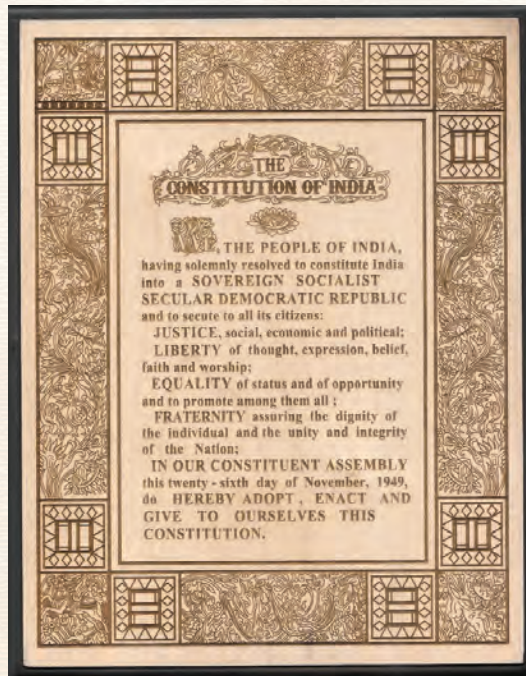 THE
CONSTITUTION OF INDIA
WE, THE PEOPLE OF INDIA,
having solemnly resolved to constitute India
into a SOVEREIGN SOCIALIST
SECULAR DEMOCRATIC REPUBLIC
and to secute to all its citizens:
JUSTICE, social, economic and political;
LIBERTY of thought, expression, belief,
faith and worship;
EQUALITY of status and of opportunity
and to promote among them all ;
FRATERNITY assuring the dignity of
the individual and the unity and integrity
of the Nation;
IN OUR CONSTITUENT ASSEMBLY
this twenty - sixth day of November, 1949,
do HEREBY ADOPT , ENACT AND
GIVE TO OURSELVES THIS
CONSTITUTION.